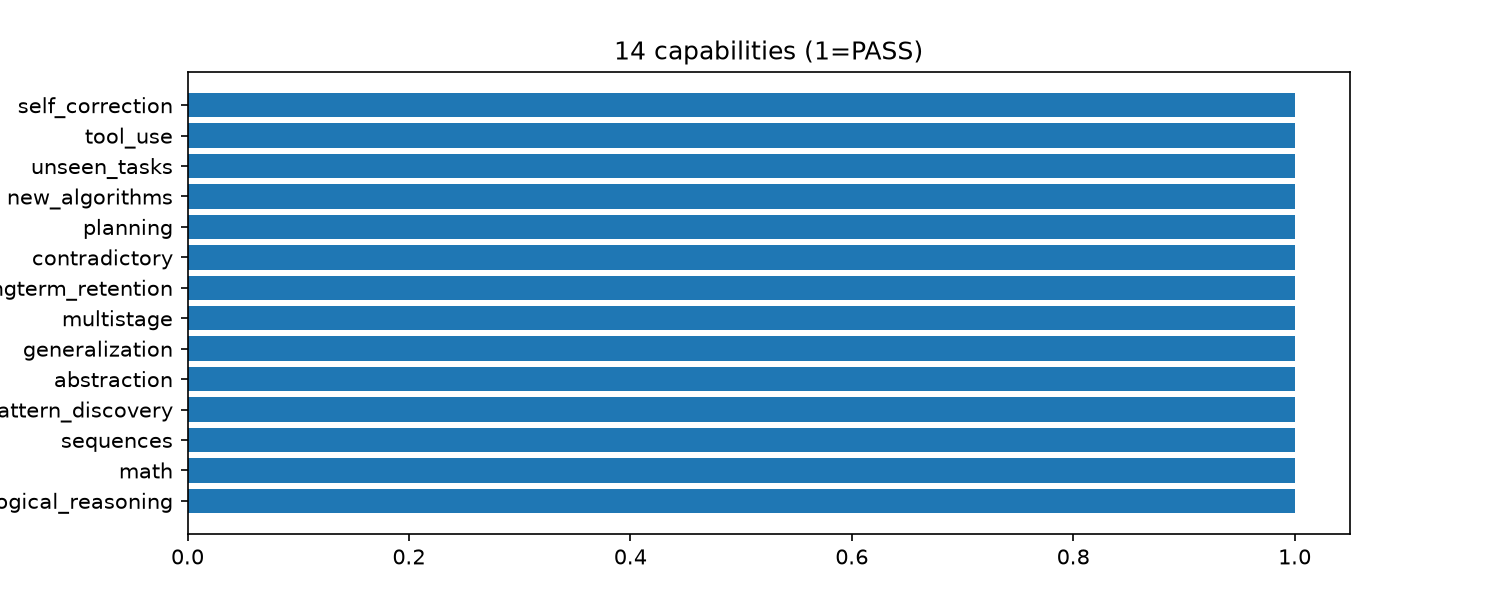 14 capabilities (1=PASS)
self_correction
tool_use
unseen_tasks
new_algorithms
planning
contradictory
ngterm_retention
multistage
generalization
abstraction
attern_discovery
sequences
math
ogical_reasoning
0.0 0.2 0.4 0.6 0.8 1.0